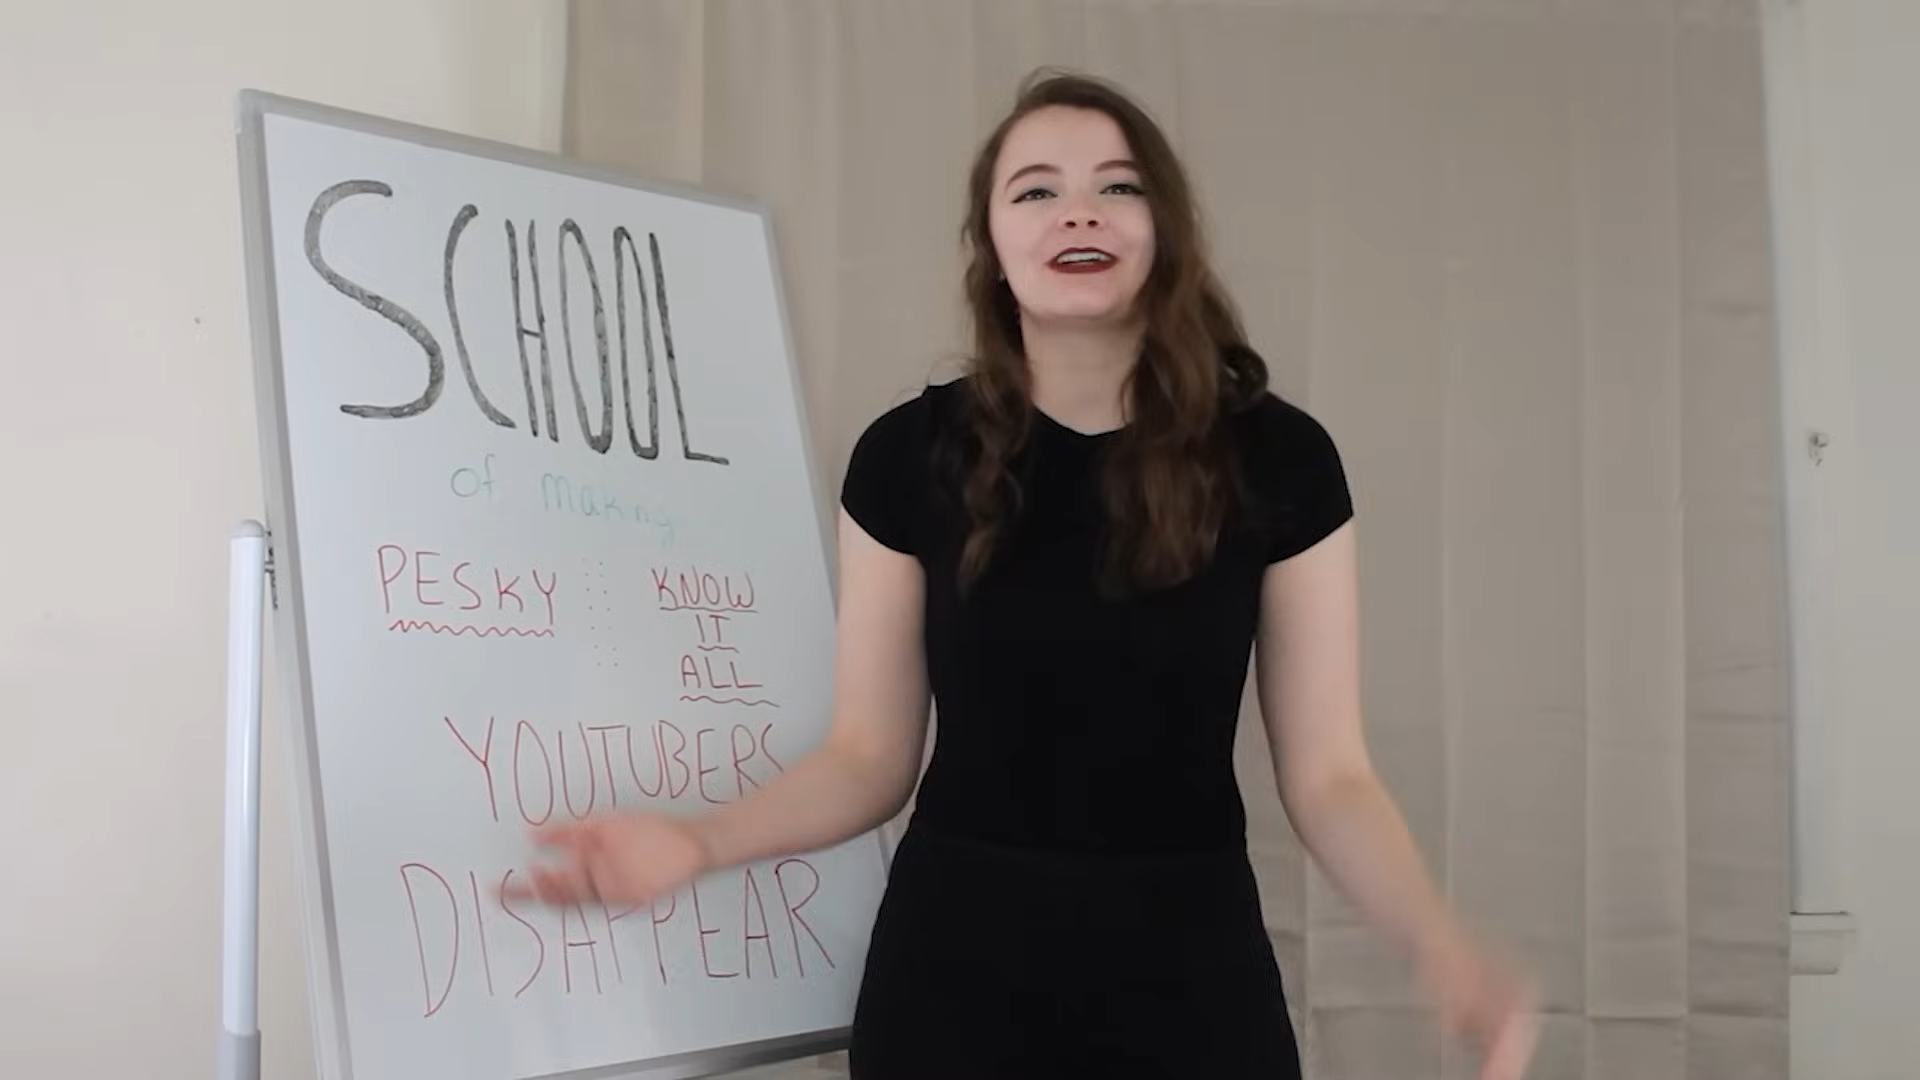 SCHOOL
of making
PESKY
KNOW
IT
ALL
YOUTUBERS
DISAPPEAR